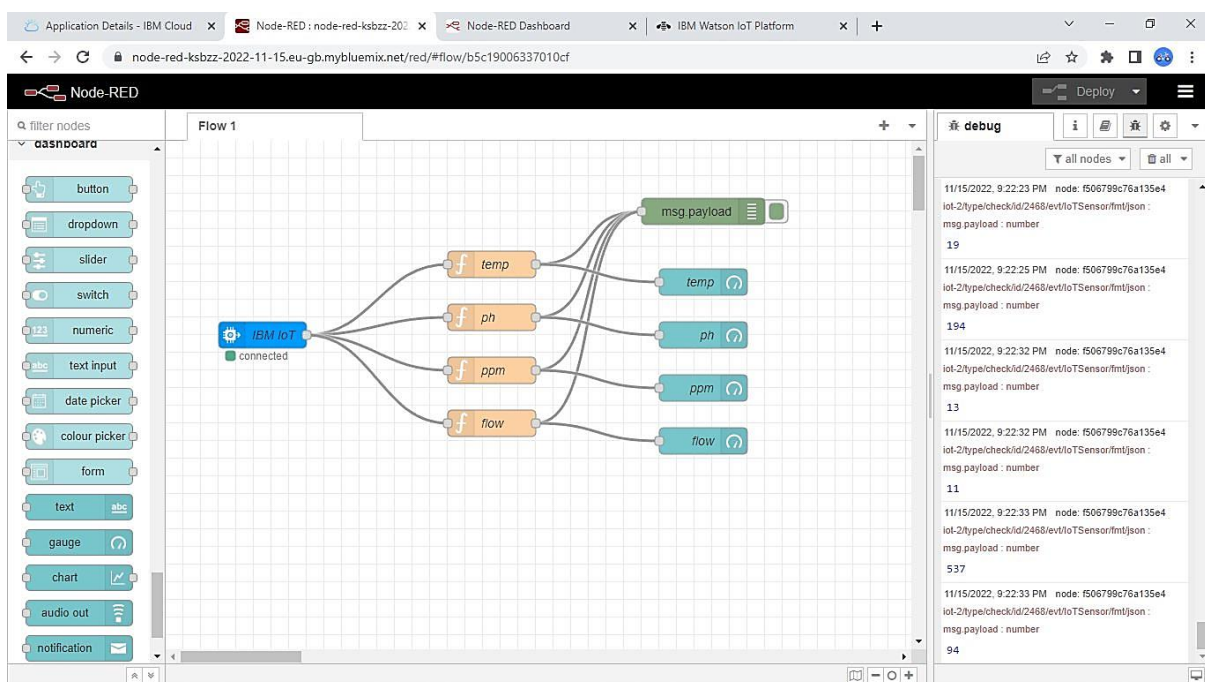 Application Details - IBM Cloud
Node-RED : node-red-ksbzz-202
Node-RED Dashboard
IBM Watson IoT Platform
node-red-ksbzz-2022-11-15.eu-gb.mybluemix.net/red/#flow/b5c19006337010cf
Node-RED
Deploy
filter nodes
dashboard
button
dropdown
slider
switch
123 numeric
abc text input
date picker
colour picker
form
text abc
gauge
chart
audio out
notification
Flow 1
IBM IoT
connected
f temp
f ph
f ppm
f flow
msg.payload
temp
ph
ppm
flow
debug
i
all nodes
all
11/15/2022, 9:22:23 PM node: f506799c76a135e4
iot-2/type/check/id/2468/evt/IoTSensor/fmt/json :
msg.payload : number
19
11/15/2022, 9:22:25 PM node: f506799c76a135e4
iot-2/type/check/id/2468/evt/IoTSensor/fmt/json :
msg.payload : number
194
11/15/2022, 9:22:32 PM node: f506799c76a135e4
iot-2/type/check/id/2468/evt/IoTSensor/fmt/json :
msg.payload : number
13
11/15/2022, 9:22:32 PM node: f506799c76a135e4
iot-2/type/check/id/2468/evt/IoTSensor/fmt/json :
msg.payload : number
11
11/15/2022, 9:22:33 PM node: f506799c76a135e4
iot-2/type/check/id/2468/evt/IoTSensor/fmt/json :
msg.payload : number
537
11/15/2022, 9:22:33 PM node: f506799c76a135e4
iot-2/type/check/id/2468/evt/IoTSensor/fmt/json :
msg.payload : number
94